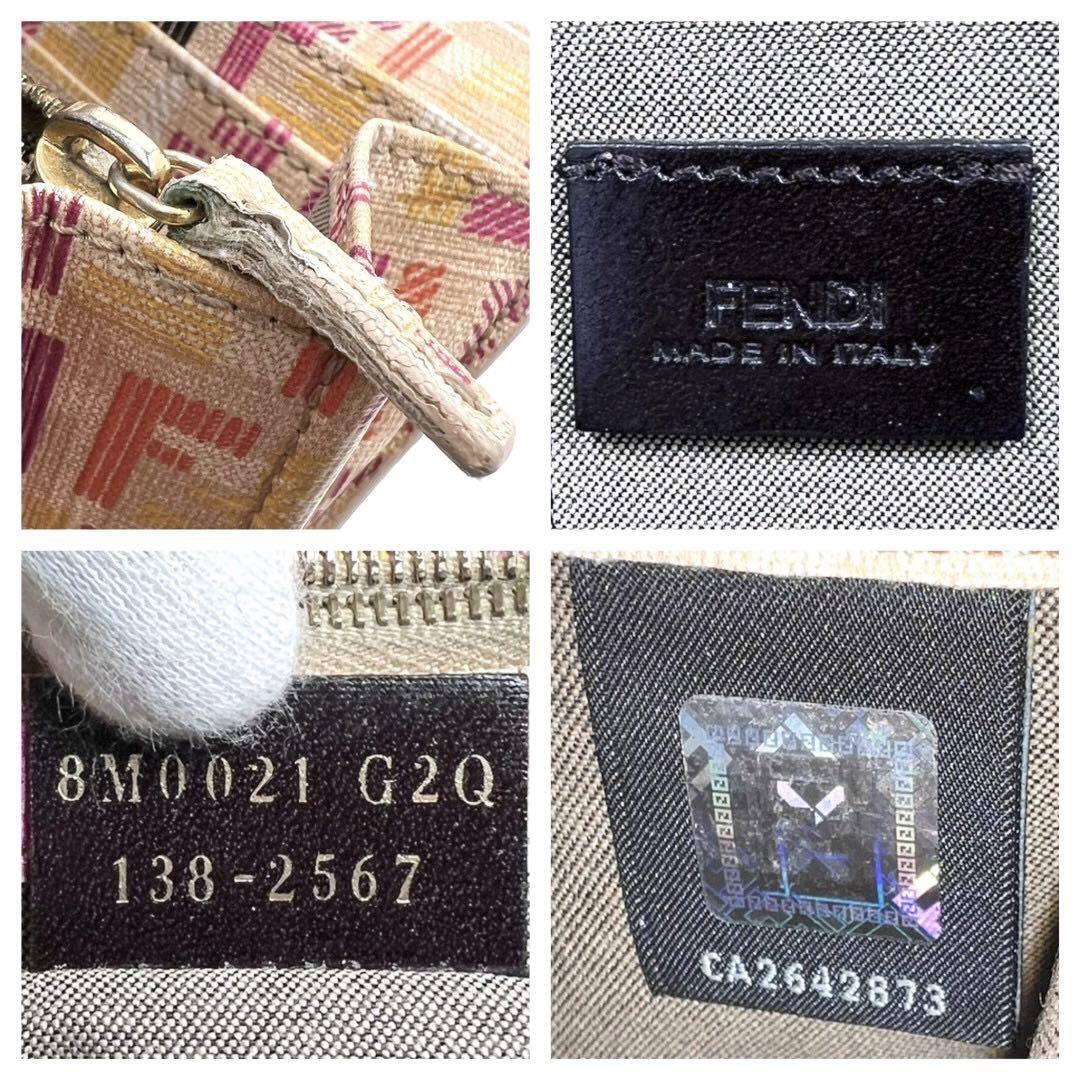 FENDI
MADE IN ITALY
8M0021 G2Q
138-2567
CA2642873